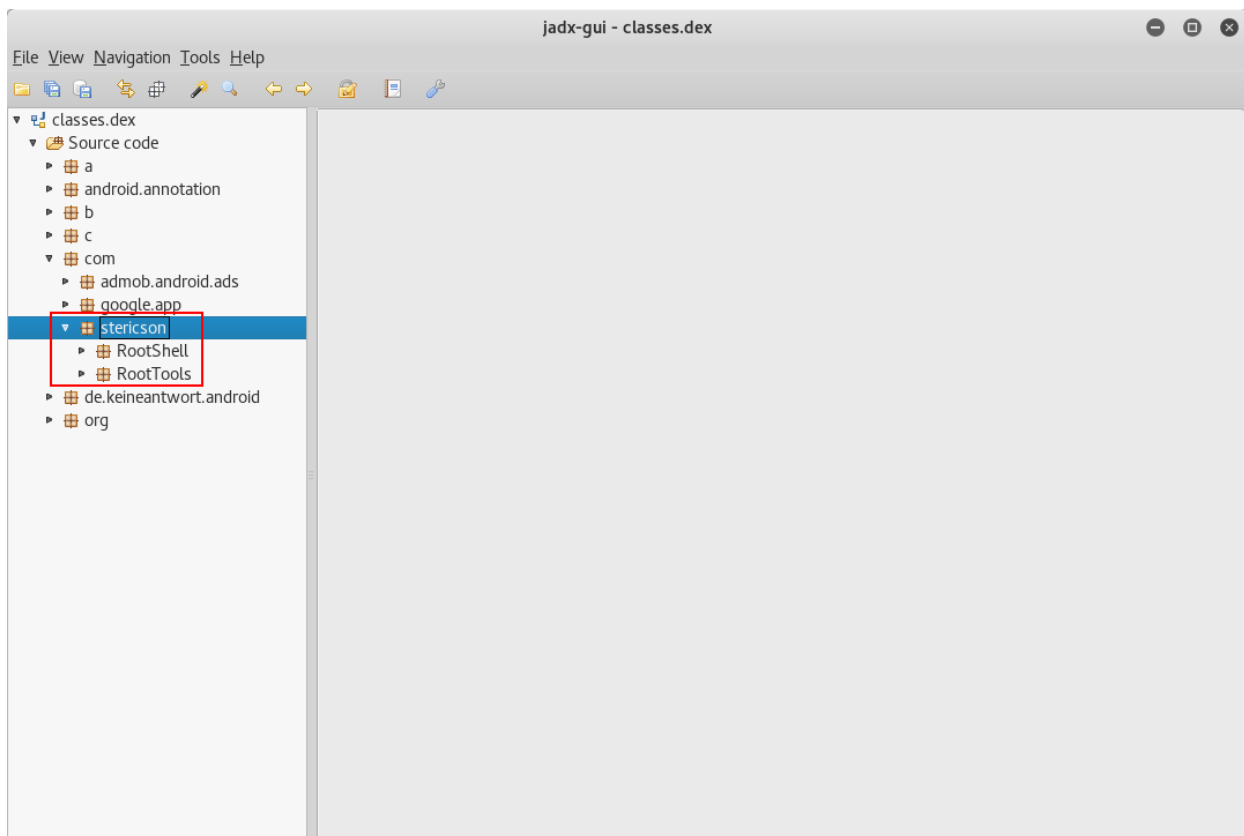 jadx-gui - classes.dex
File View Navigation Tools Help
classes.dex
Source code
a
android.annotation
b
c
com
admob.android.ads
google.app
stericson
RootShell
RootTools
de.keineantwort.android
org